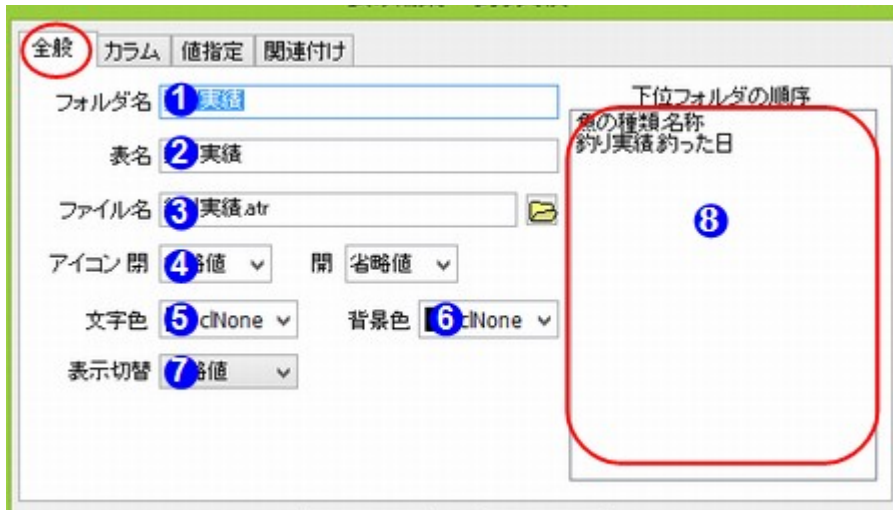 全般 カラム 値指定 関連付け
フォルダ名 1 実績
表名 2 実績
ファイル名 3 実績.atr
アイコン 閉 4 略値 開 省略値
文字色 5 clNone 背景色 6 clNone
表示切替 7 略値
下位フォルダの順序
魚の種類.名称
釣り実績.釣った日
8